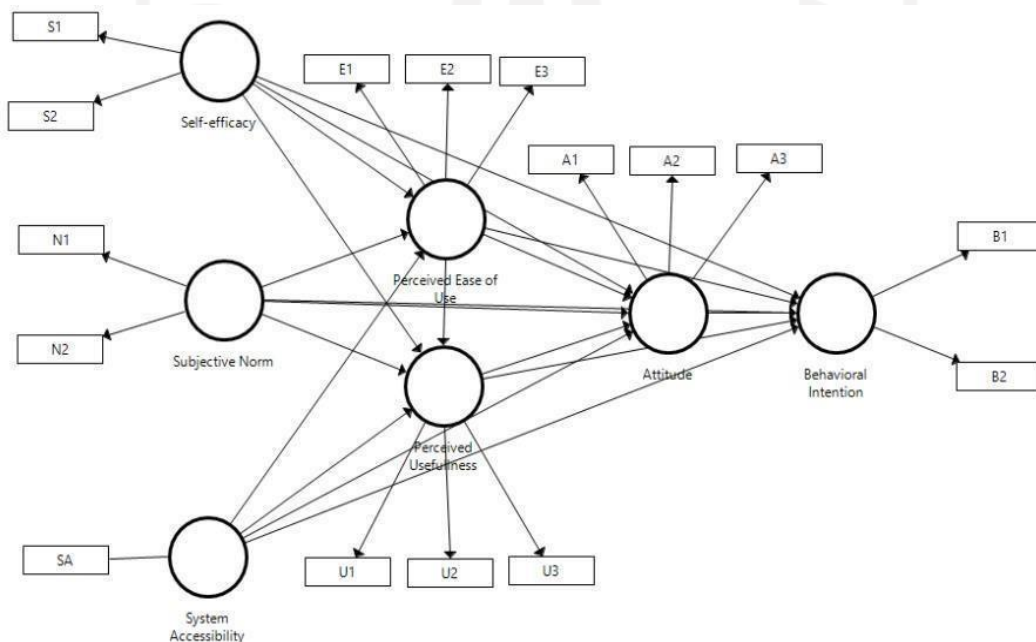 S1
S2
Self-efficacy
E1
E2
E3
A1
A2
A3
N1
N2
Subjective Norm
Perceived Ease of
Use
B1
B2
Attitude
Behavioral
Intention
Perceived
Usefullness
SA
U1
U2
U3
System
Accessibility